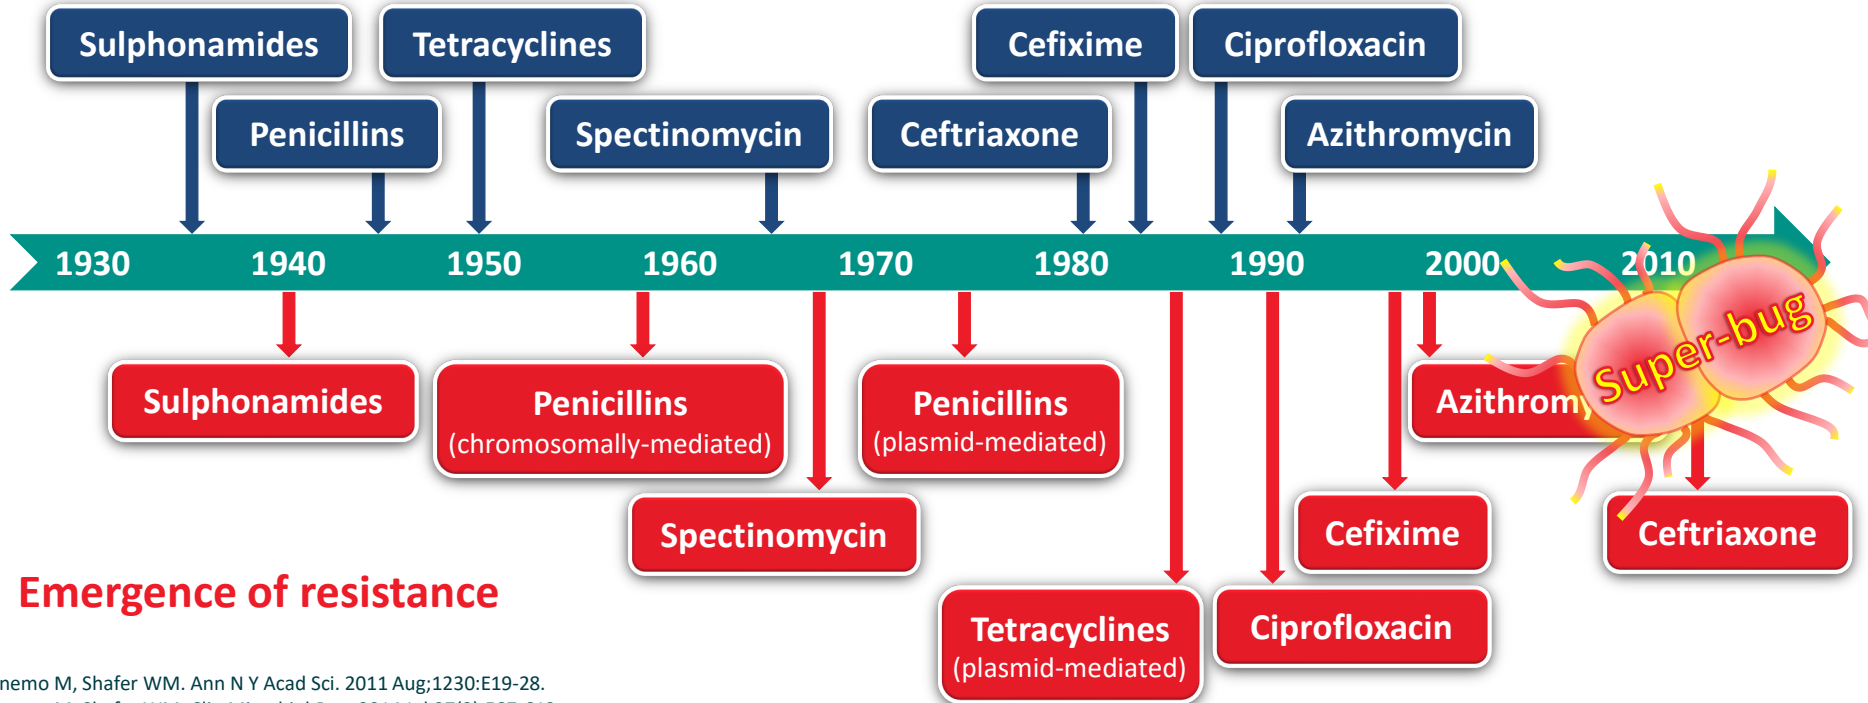 Sulphonamides
Tetracyclines
Cefixime
Ciprofloxacin
Penicillins
Spectinomycin
Ceftriaxone
Azithromycin
1930 1940 1950 1960 1970 1980 1990 2000 2010
Super-bug
Sulphonamides
Penicillins
(chromosomally-mediated)
Penicillins
(plasmid-mediated)
Azithrom
Spectinomycin
Cefixime
Ceftriaxone
Emergence of resistance
Tetracyclines
(plasmid-mediated)
Ciprofloxacin
nemo M, Shafer WM. Ann N Y Acad Sci. 2011 Aug;1230:E19-28.